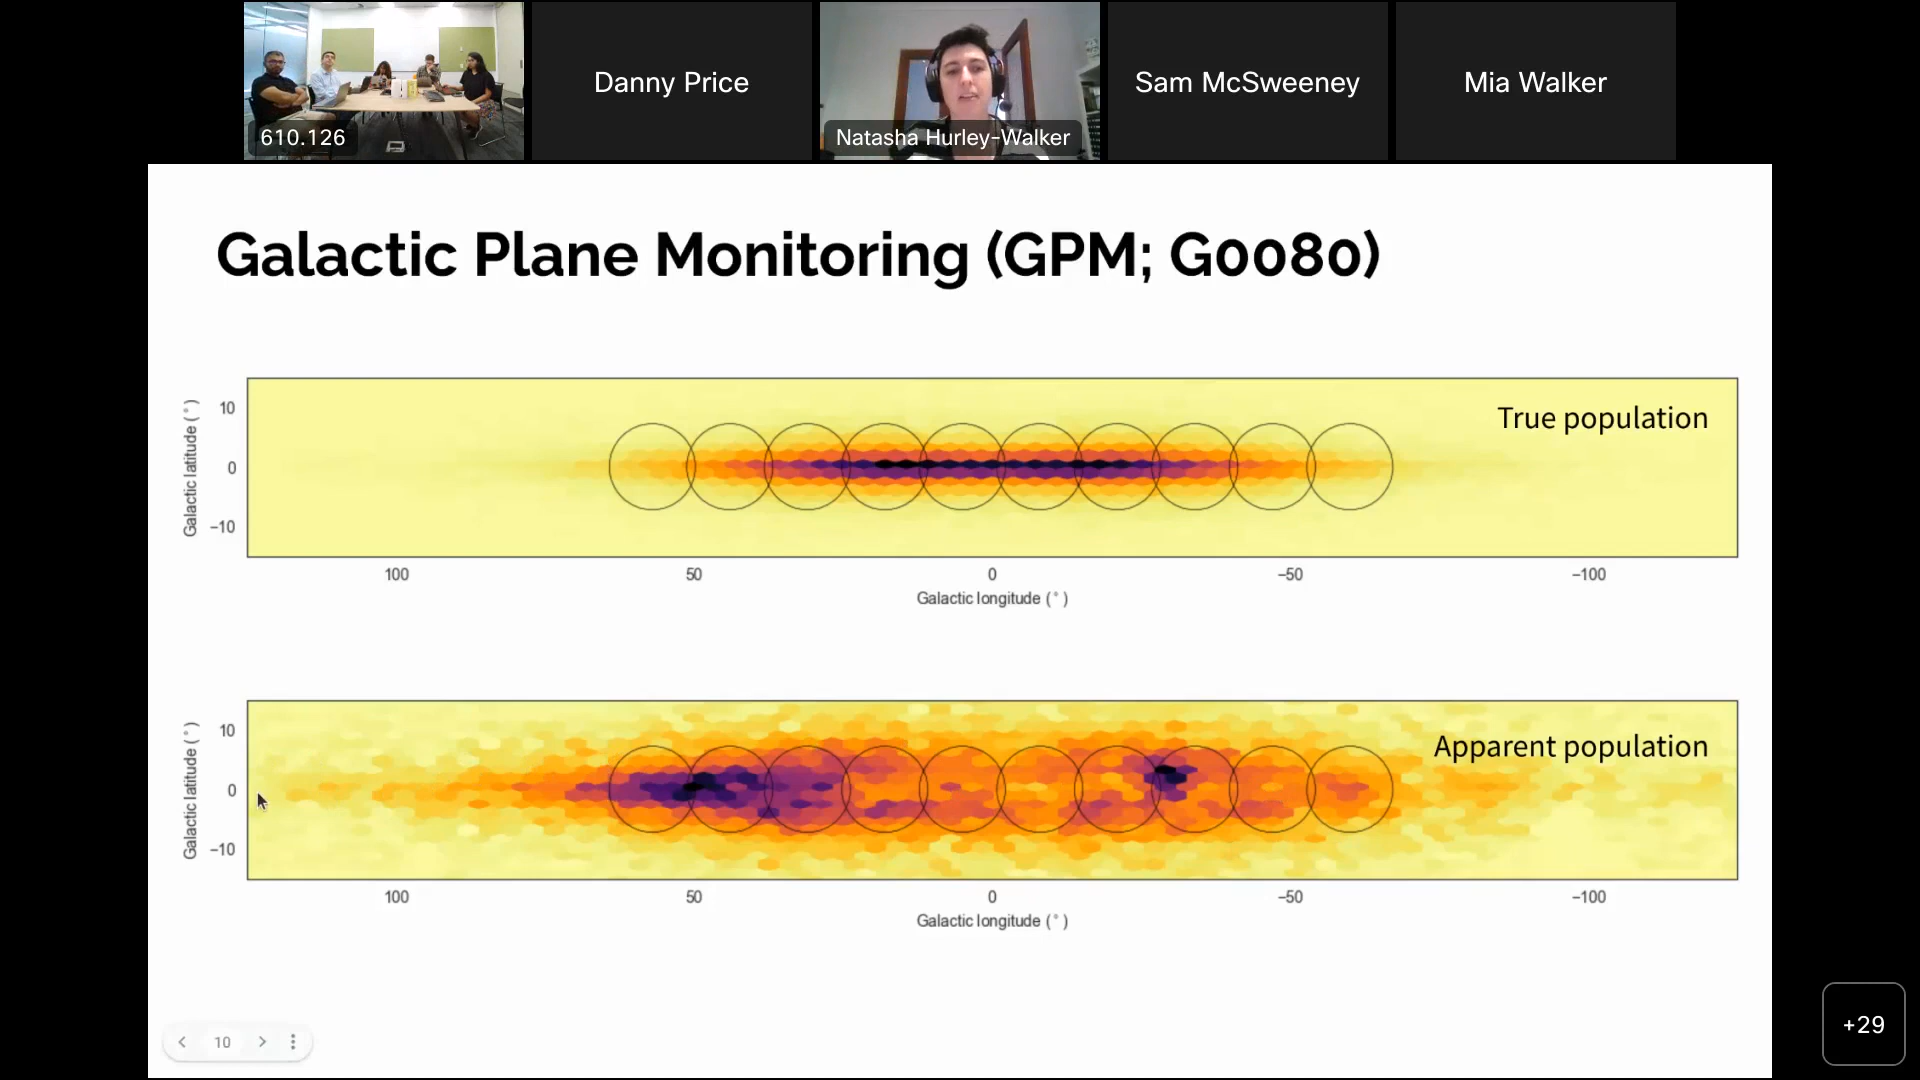 610.126
Danny Price
Natasha Hurley-Walker
Sam McSweeney
Mia Walker
Galactic Plane Monitoring (GPM; G0080)
True population
Galactic latitude (°)
10
0
−10
100
50
0
−50
−100
Galactic longitude (°)
Apparent population
Galactic latitude (°)
10
0
−10
100
50
0
−50
−100
Galactic longitude (°)
10
+29